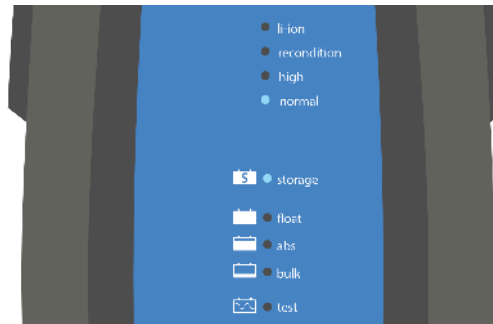 li-ion
recondition
high
normal
S storage
float
abs
bulk
test